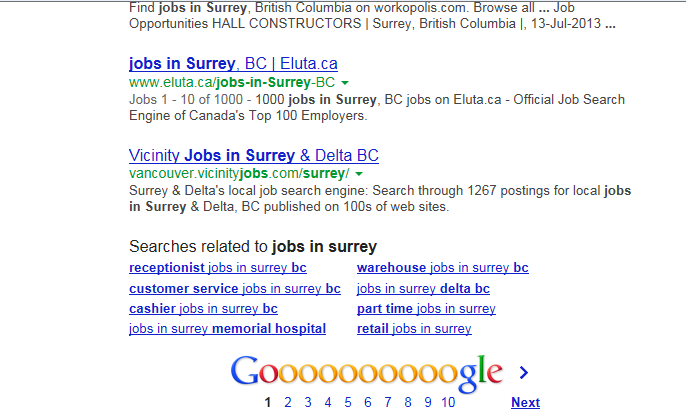 Find jobs in Surrey, British Columbia on workopolis.com. Browse all ... Job
Opportunities HALL CONSTRUCTORS | Surrey, British Columbia |, 13-Jul-2013 ...
jobs in Surrey, BC | Eluta.ca
www.eluta.ca/jobs-in-Surrey-BC
Jobs 1 - 10 of 1000 - 1000 jobs in Surrey, BC jobs on Eluta.ca - Official Job Search
Engine of Canada's Top 100 Employers.
Vicinity Jobs in Surrey & Delta BC
vancouver.vicinityjobs.com/surrey/
Surrey & Delta's local job search engine: Search through 1267 postings for local jobs
in Surrey & Delta, BC published on 100s of web sites.
Searches related to jobs in surrey
receptionist jobs in surrey bc warehouse jobs in surrey bc
customer service jobs in surrey bc jobs in surrey delta bc
cashier jobs in surrey bc part time jobs in surrey
jobs in surrey memorial hospital retail jobs in surrey
Goooooooooogle >
1 2 3 4 5 6 7 8 9 10 Next